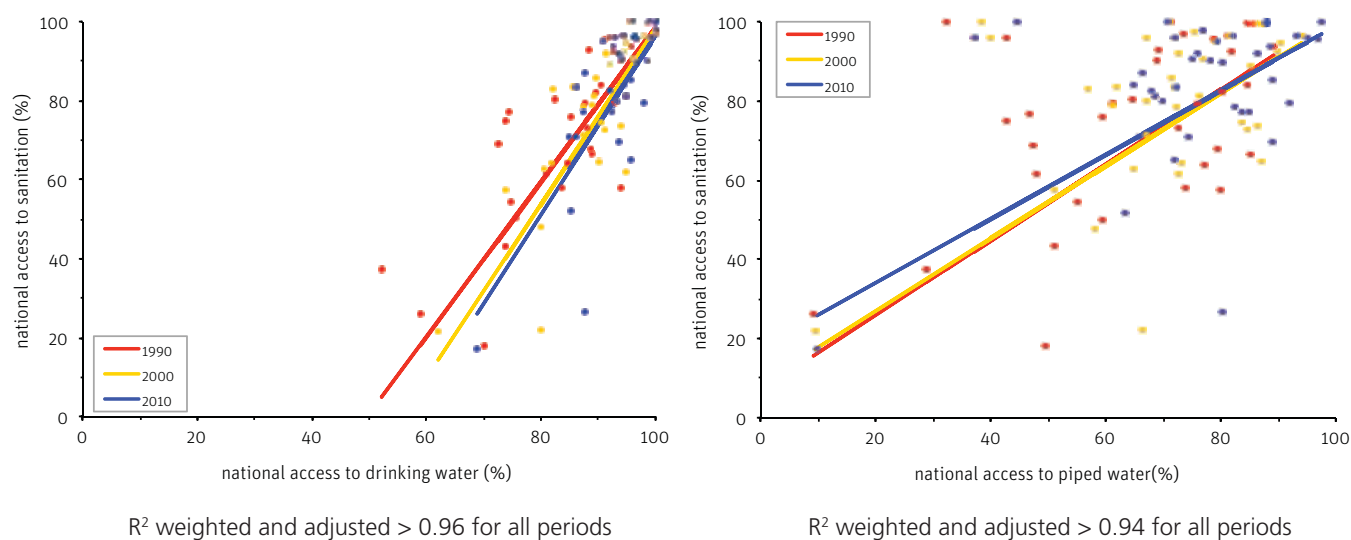 national access to sanitation (%)
100
80
60
40
20
0
1990
2000
2010
0 20 40 60 80 100
national access to drinking water (%)
R² weighted and adjusted > 0.96 for all periods
national access to sanitation (%)
100
80
60
40
20
0
1990
2000
2010
0 20 40 60 80 100
national access to piped water(%)
R² weighted and adjusted > 0.94 for all periods